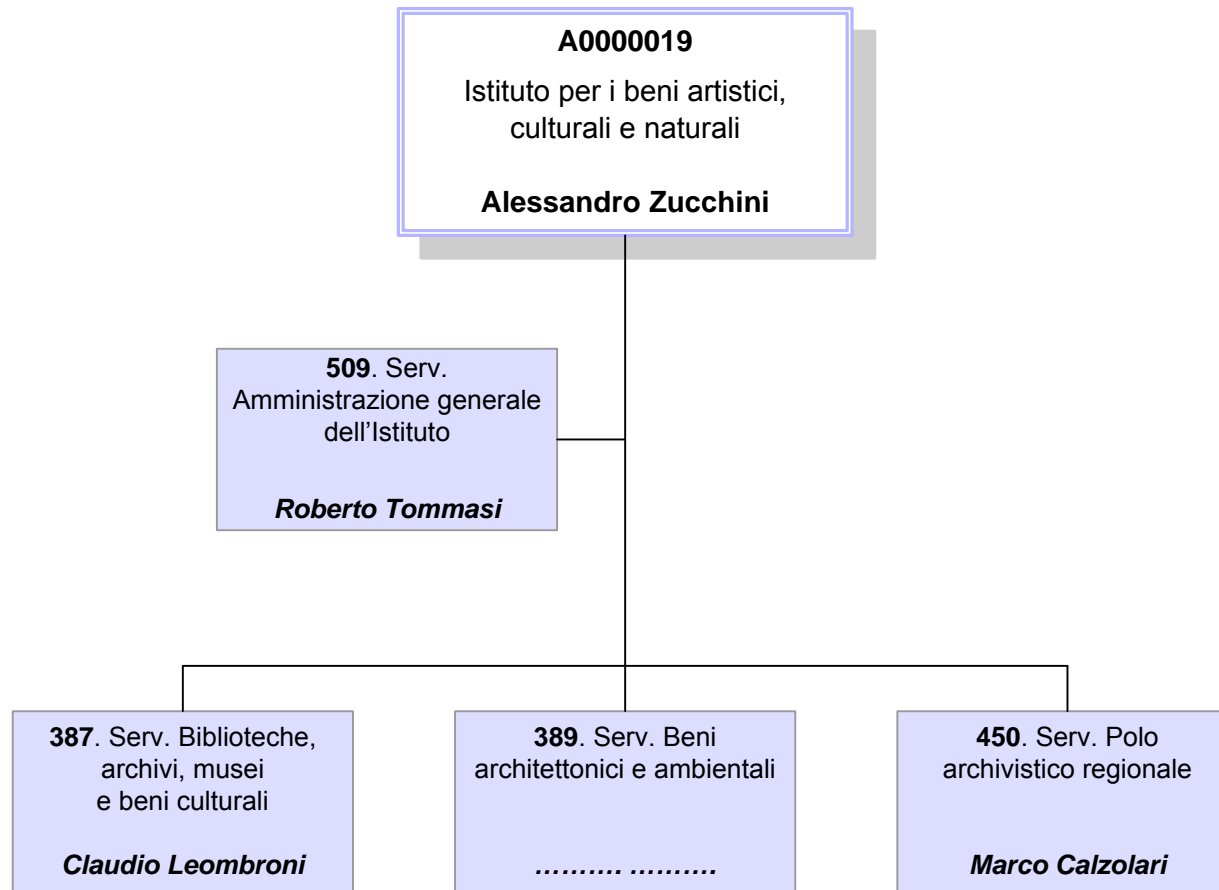 A0000019
Istituto per i beni artistici,
culturali e naturali
Alessandro Zucchini
509. Serv.
Amministrazione generale
dell’Istituto
Roberto Tommasi
387. Serv. Biblioteche,
archivi, musei
e beni culturali
Claudio Leombroni
389. Serv. Beni
architettonici e ambientali
………. ……….
450. Serv. Polo
archivistico regionale
Marco Calzolari